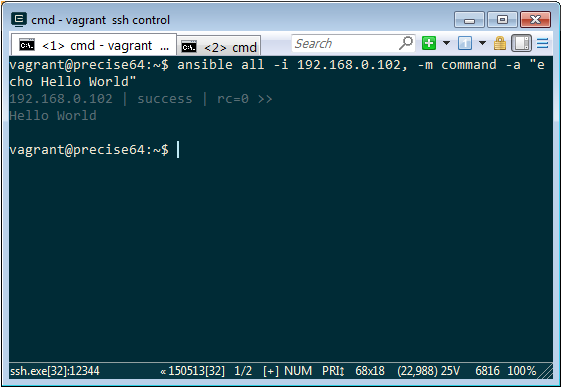 cmd - vagrant ssh control
<1> cmd - vagrant ...
<2> cmd
Search
vagrant@precise64:~$ ansible all -i 192.168.0.102, -m command -a "e
cho Hello World"
192.168.0.102 | success | rc=0 >>
Hello World
vagrant@precise64:~$
ssh.exe[32]:12344 «150513[32] 1/2 [+] NUM PRI‡ 68x18 (22,988) 25V 6816 100%